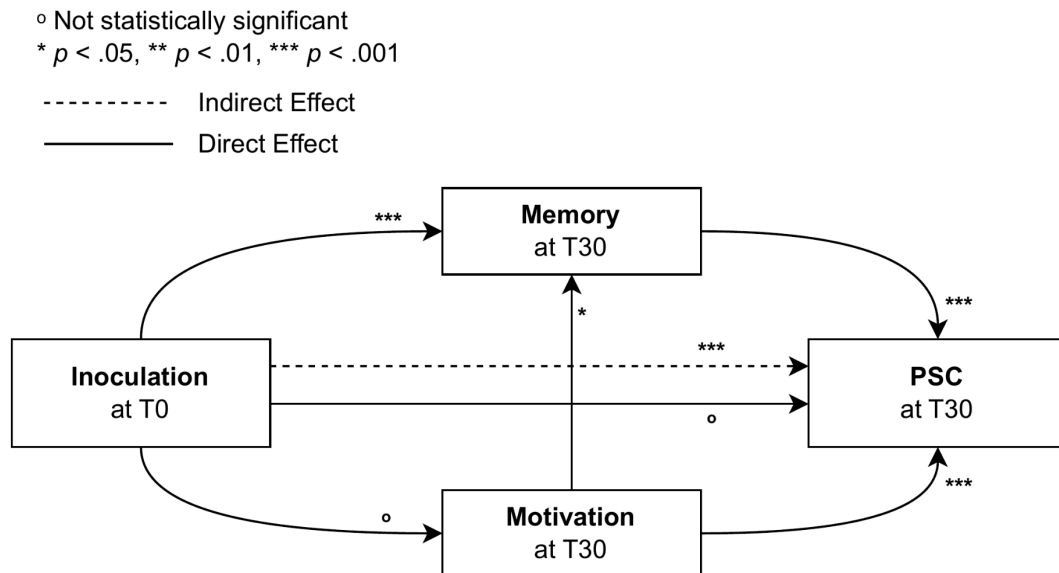 o Not statistically significant
* p < .05, ** p < .01, *** p < .001
Indirect Effect
Direct Effect
***
Memory
at T30
***
*
***
Inoculation
at T0
PSC
at T30
o
***
o
Motivation
at T30